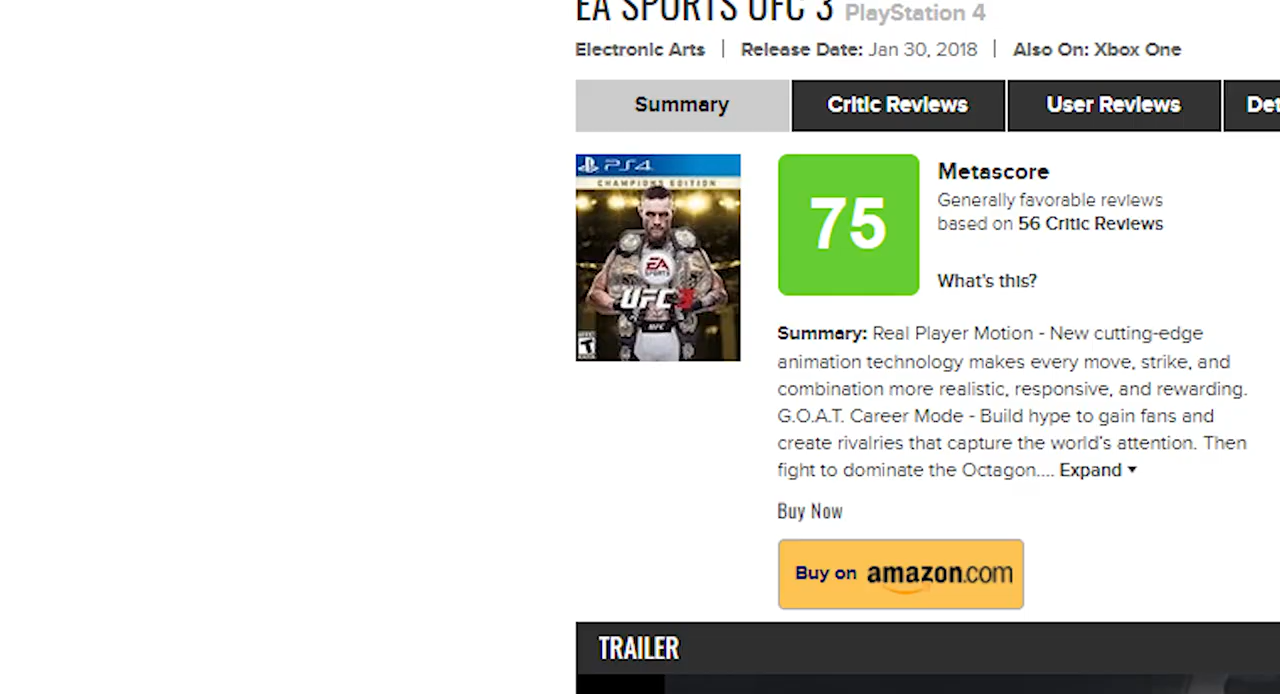 EA SPORTS UFC 3 PlayStation 4
Electronic Arts | Release Date: Jan 30, 2018 | Also On: Xbox One
Summary Critic Reviews User Reviews Det
PS4
CHAMPIONS EDITION
EA
SPORTS
UFC 3
UFC
T
75
Metascore
Generally favorable reviews
based on 56 Critic Reviews
What's this?
Summary: Real Player Motion - New cutting-edge
animation technology makes every move, strike, and
combination more realistic, responsive, and rewarding.
G.O.A.T. Career Mode - Build hype to gain fans and
create rivalries that capture the world's attention. Then
fight to dominate the Octagon.... Expand
Buy Now
Buy on amazon.com
TRAILER